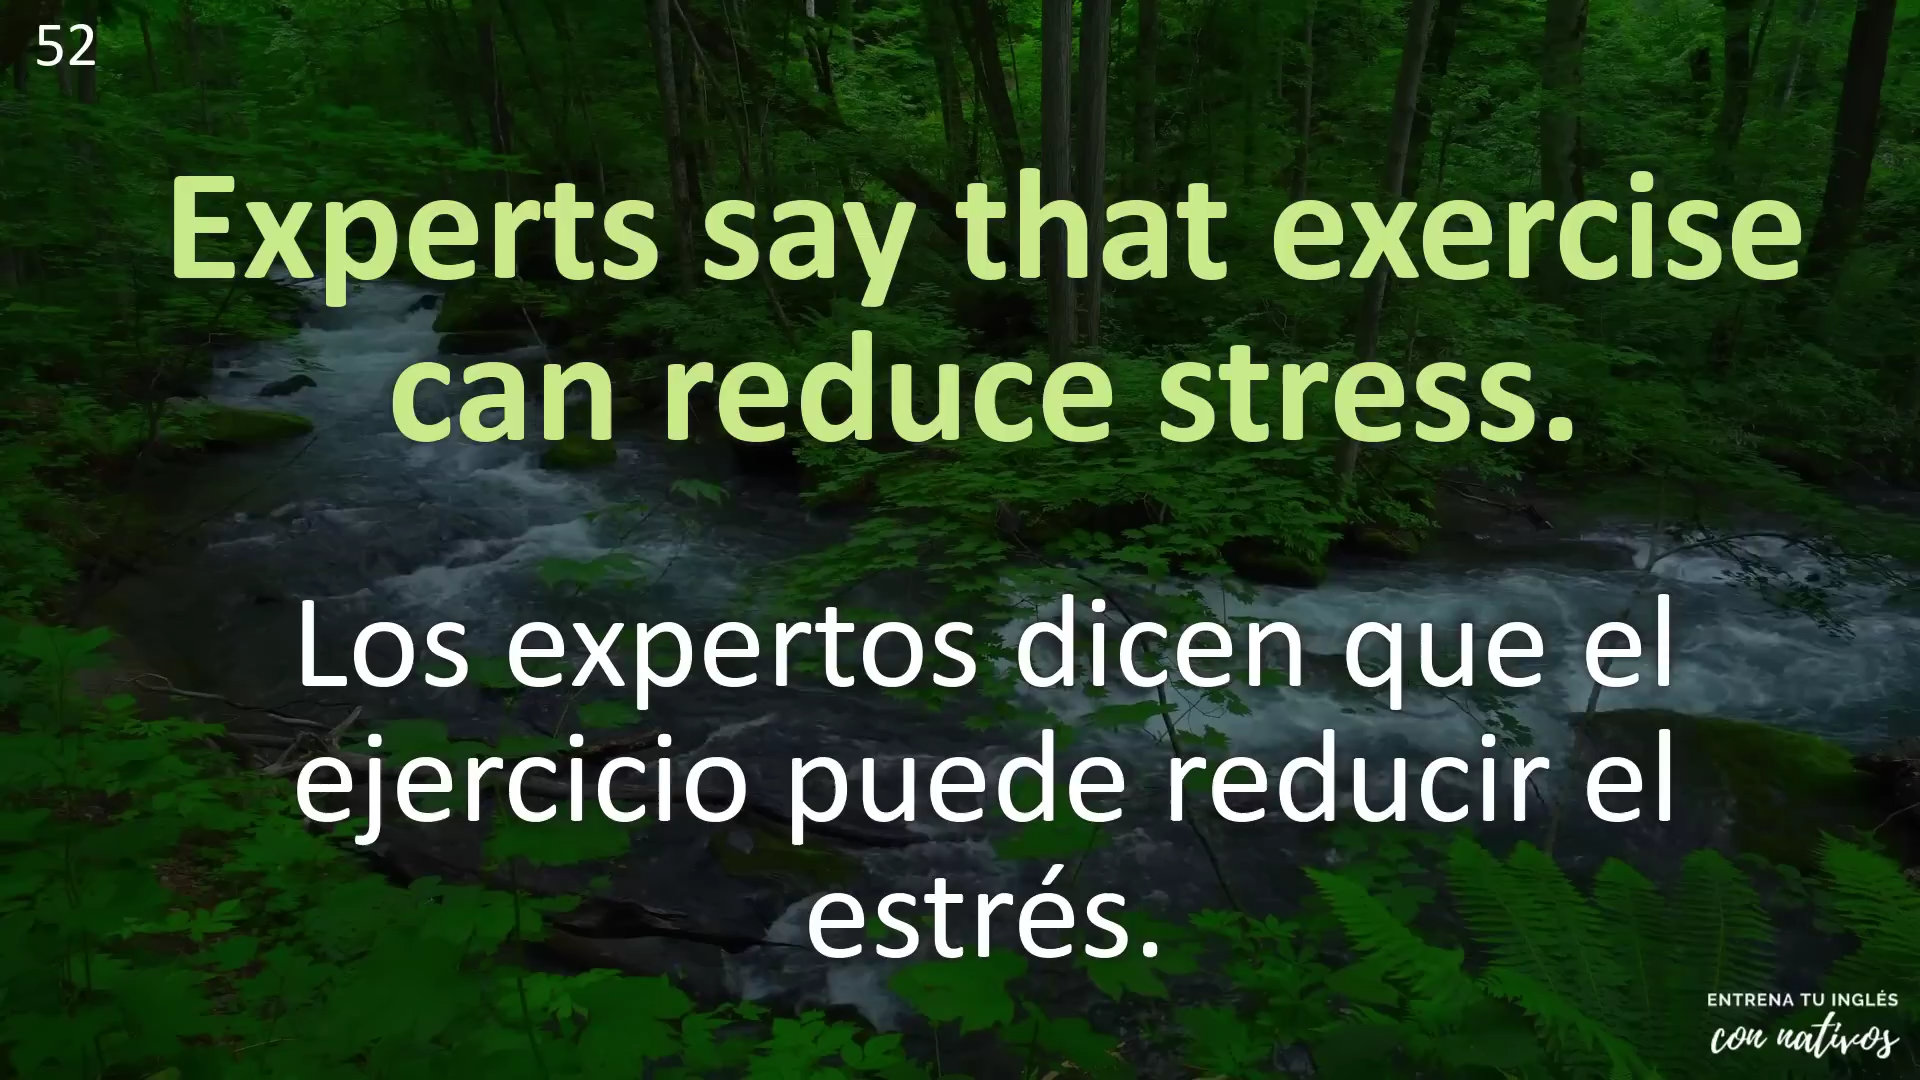 52
Experts say that exercise
can reduce stress.
Los expertos dicen que el
ejercicio puede reducir el
estrés.
ENTRENA TU INGLÉS
con nativos